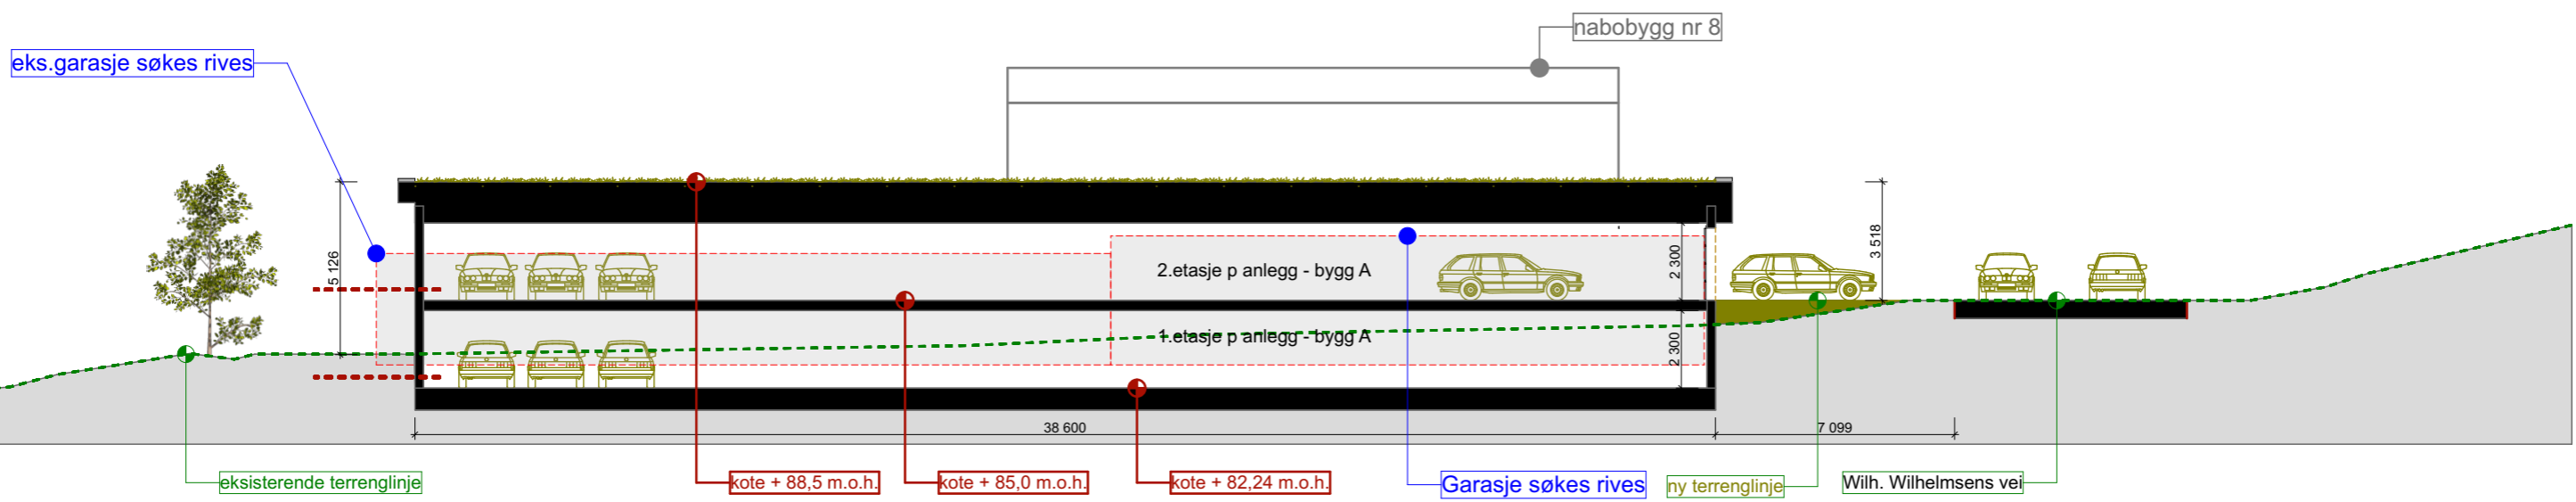 nabobygg nr 8
eks.garasje søkes rives
5 126
2 300
3 518
2.etasje p anlegg - bygg A
1.etasje p anlegg - bygg A
2 300
38 600
7 099
eksisterende terrenglinje
kote + 88,5 m.o.h.
kote + 85,0 m.o.h.
kote + 82,24 m.o.h.
Garasje søkes rives
ny terrenglinje
Wilh. Wilhelmsens vei